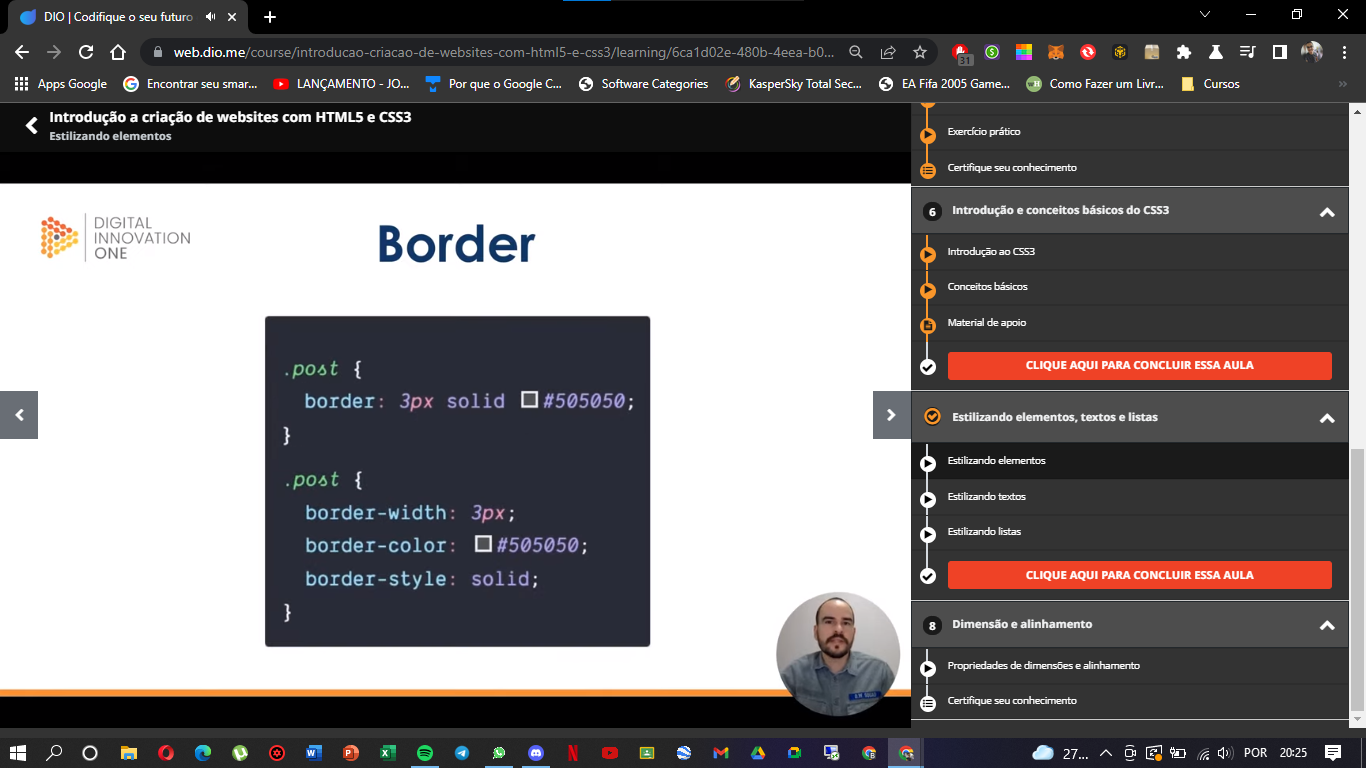 DIO | Codifique o seu futuro
web.dio.me/course/introducao-criacao-de-websites-com-html5-e-css3/learning/6ca1d02e-480b-4eea-b0...
31
Apps Google
Encontrar seu smar...
LANÇAMENTO - JO...
Por que o Google C...
Software Categories
KasperSky Total Sec...
EA Fifa 2005 Game...
Como Fazer um Livr...
Cursos
»
Introdução a criação de websites com HTML5 e CSS3
Estilizando elementos
DIGITAL
INNOVATION
ONE
Border
.post {
border: 3px solid #505050;
}
.post {
border-width: 3px;
border-color: #505050;
border-style: solid;
}
Exercício prático
Certifique seu conhecimento
6 Introdução e conceitos básicos do CSS3
Introdução ao CSS3
Conceitos básicos
Material de apoio
CLIQUE AQUI PARA CONCLUIR ESSA AULA
Estilizando elementos, textos e listas
Estilizando elementos
Estilizando textos
Estilizando listas
CLIQUE AQUI PARA CONCLUIR ESSA AULA
8 Dimensão e alinhamento
Propriedades de dimensões e alinhamento
Certifique seu conhecimento
27... POR 20:25